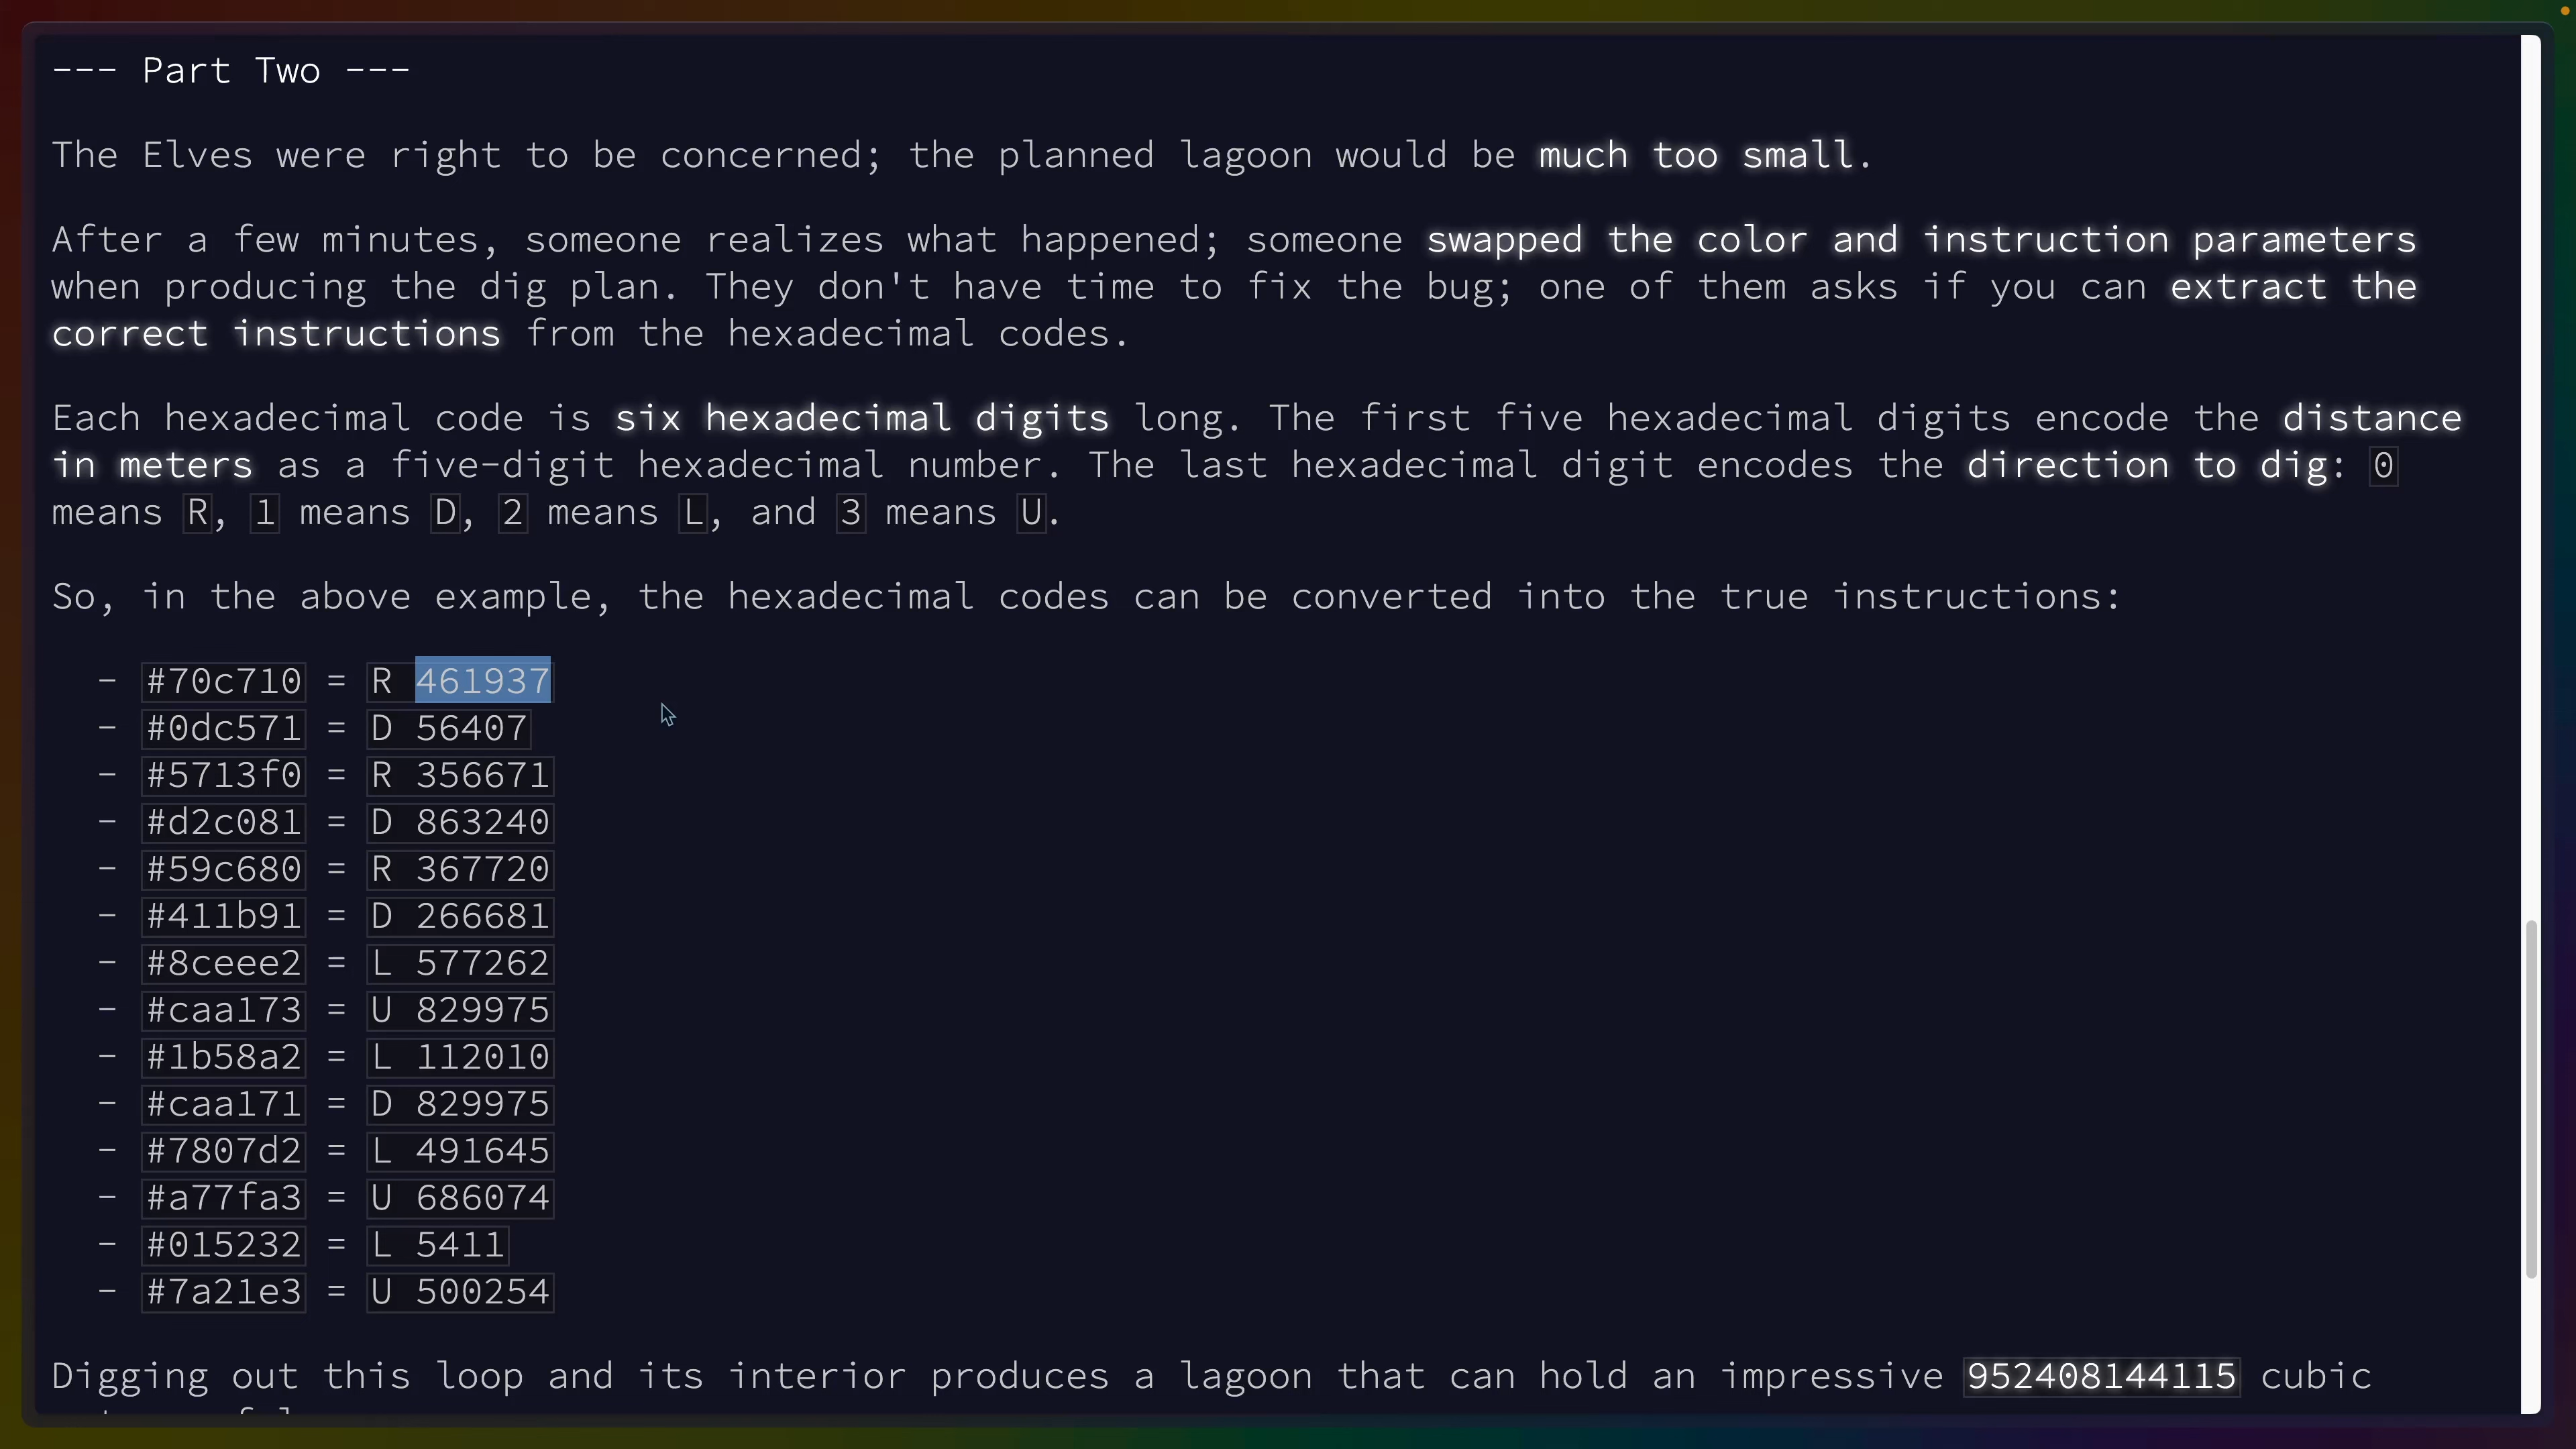 --- Part Two ---
The Elves were right to be concerned; the planned lagoon would be much too small.
After a few minutes, someone realizes what happened; someone swapped the color and instruction parameters
when producing the dig plan. They don't have time to fix the bug; one of them asks if you can extract the
correct instructions from the hexadecimal codes.
Each hexadecimal code is six hexadecimal digits long. The first five hexadecimal digits encode the distance
in meters as a five-digit hexadecimal number. The last hexadecimal digit encodes the direction to dig: 0
means R, 1 means D, 2 means L, and 3 means U.
So, in the above example, the hexadecimal codes can be converted into the true instructions:
- #70c710 = R 461937
- #0dc571 = D 56407
- #5713f0 = R 356671
- #d2c081 = D 863240
- #59c680 = R 367720
- #411b91 = D 266681
- #8ceee2 = L 577262
- #caa173 = U 829975
- #1b58a2 = L 112010
- #caa171 = D 829975
- #7807d2 = L 491645
- #a77fa3 = U 686074
- #015232 = L 5411
- #7a21e3 = U 500254
Digging out this loop and its interior produces a lagoon that can hold an impressive 952408144115 cubic